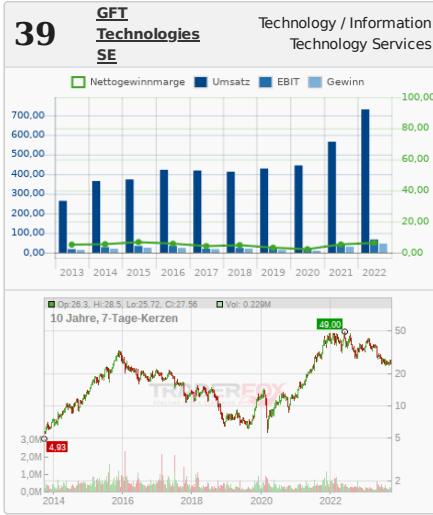 39
GFT
Technologies
SE
Technology / Information
Technology Services
Nettogewinnmarge Umsatz EBIT Gewinn
700,00 100,00
600,00 80,00
500,00
400,00 60,00
300,00 40,00
200,00
100,00 20,00
0,00 0,00
2013 2014 2015 2016 2017 2018 2019 2020 2021 2022
Op:26.3, Hi:28.5, Lo:25.72, Cl:27.56 Vol: 0.229M
10 Jahre, 7-Tage-Kerzen
49.00
50
20
TRADERFOX
10
5
4.93
3,0M
2,0M 2
1,0M
0,0M
2014 2016 2018 2020 2022